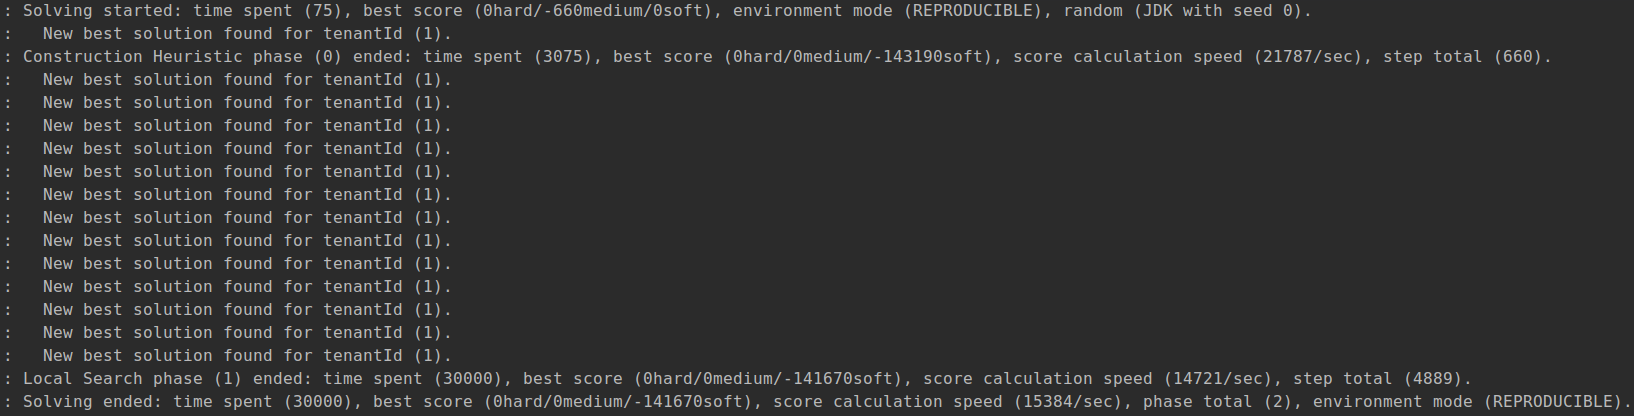 : Solving started: time spent (75), best score (0hard/-660medium/0soft), environment mode (REPRODUCIBLE), random (JDK with seed 0).
:   New best solution found for tenantId (1).
: Construction Heuristic phase (0) ended: time spent (3075), best score (0hard/0medium/-143190soft), score calculation speed (21787/sec), step total (660).
:   New best solution found for tenantId (1).
:   New best solution found for tenantId (1).
:   New best solution found for tenantId (1).
:   New best solution found for tenantId (1).
:   New best solution found for tenantId (1).
:   New best solution found for tenantId (1).
:   New best solution found for tenantId (1).
:   New best solution found for tenantId (1).
:   New best solution found for tenantId (1).
:   New best solution found for tenantId (1).
:   New best solution found for tenantId (1).
:   New best solution found for tenantId (1).
:   New best solution found for tenantId (1).
: Local Search phase (1) ended: time spent (30000), best score (0hard/0medium/-141670soft), score calculation speed (14721/sec), step total (4889).
: Solving ended: time spent (30000), best score (0hard/0medium/-141670soft), score calculation speed (15384/sec), phase total (2), environment mode (REPRODUCIBLE).